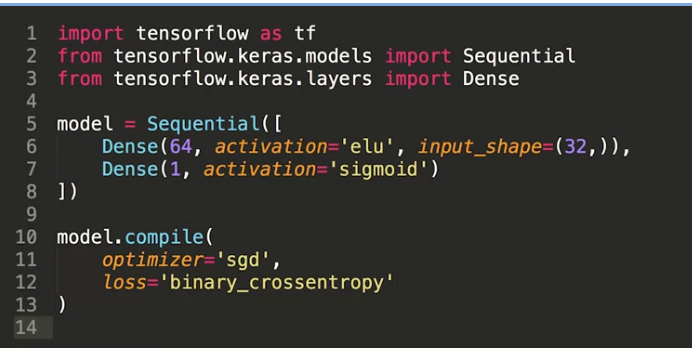 1 import tensorflow as tf
2 from tensorflow.keras.models import Sequential
3 from tensorflow.keras.layers import Dense
4
5 model = Sequential([
6     Dense(64, activation='elu', input_shape=(32,)),
7     Dense(1, activation='sigmoid')
8 ])
9
10 model.compile(
11     optimizer='sgd',
12     loss='binary_crossentropy'
13 )
14